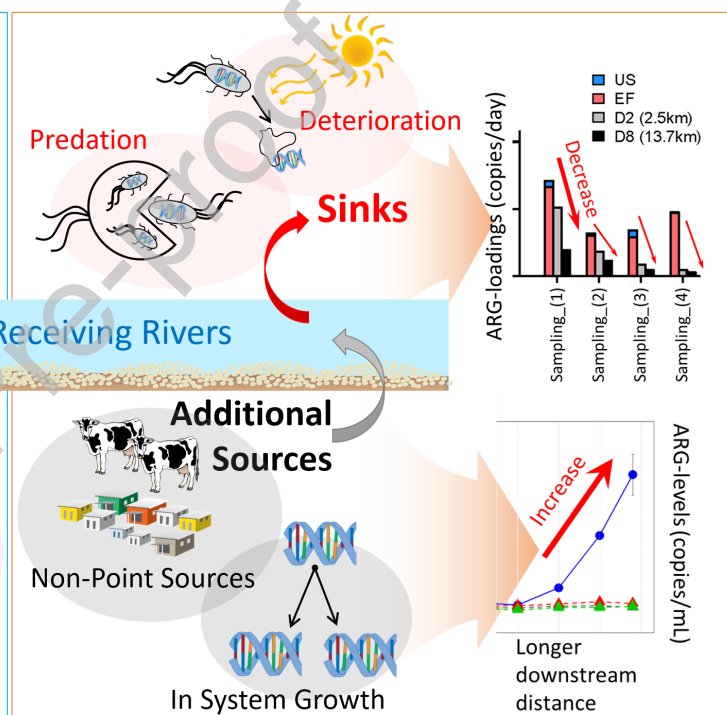 Predation
Deterioration
Sinks
Receiving Rivers
Additional
Sources
Non-Point Sources
In System Growth
US
EF
D2 (2.5km)
D8 (13.7km)
ARG-loadings (copies/day)
Decrease
Sampling_(1)
Sampling_(2)
Sampling_(3)
Sampling_(4)
Increase
ARG-levels (copies/mL)
Longer
downstream
distance
re-proof